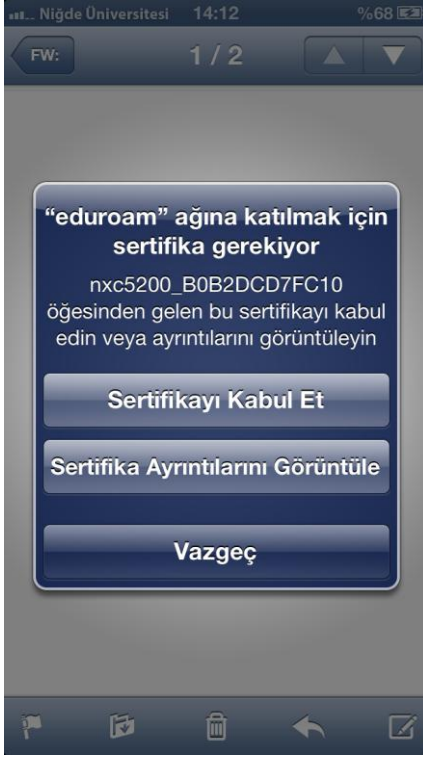 Niğde Üniversitesi 14:12 %68
FW: 1 / 2
“eduroam” ağına katılmak için
sertifika gerekiyor
nxc5200_B0B2DCD7FC10
öğesinden gelen bu sertifikayı kabul
edin veya ayrıntılarını görüntüleyin
Sertifikayı Kabul Et
Sertifika Ayrıntılarını Görüntüle
Vazgeç